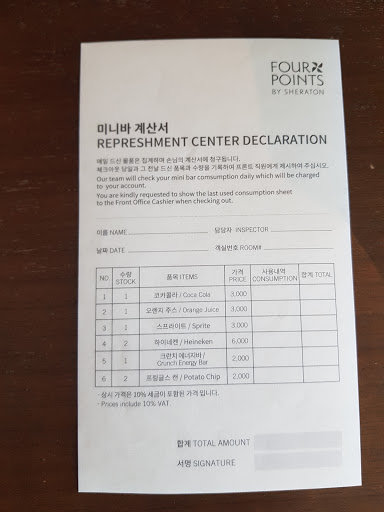 FOUR POINTS
BY SHERATON
미니바 계산서
REPRESHMENT CENTER DECLARATION
매일 드신 물품은 집계하며 손님의 계산서에 청구됩니다.
체크아웃 당일과 그 전날 드신 품목과 수량을 기록하여 프론트 직원에게 제시하여 주십시오.
Our team will check your mini bar comsumption daily which will be charged
to your account.
You are kindly requested to show the last used consumption sheet
to the Front Office Cashier when checking out.
이름 NAME 담당자 INSPECTOR
날짜 DATE 객실번호 ROOM#
NO. 수량 STOCK 품목 ITEMS 가격 PRICE 사용내역 CONSUMPTION 합계 TOTAL
1 1 코카콜라 / Coca Cola 3,000
2 1 오렌지 주스 / Orange Juice 3,000
3 1 스프라이트 / Sprite 3,000
4 2 하이네켄 / Heineken 6,000
5 1 크런치 에너지바 / Crunch Energy Bar 2,000
6 2 프링글스 캔 / Potato Chip 2,000
· 상시 가격은 10% 세금이 포함된 가격 입니다.
· Prices include 10% VAT.
합계 TOTAL AMOUNT
서명 SIGNATURE